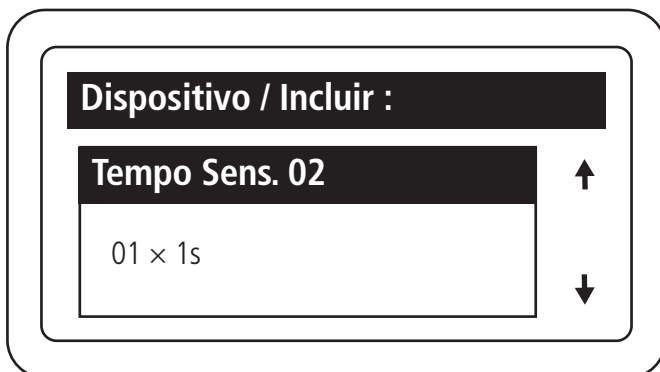 Dispositivo / Incluir :
Tempo Sens. 02
01 × 1s